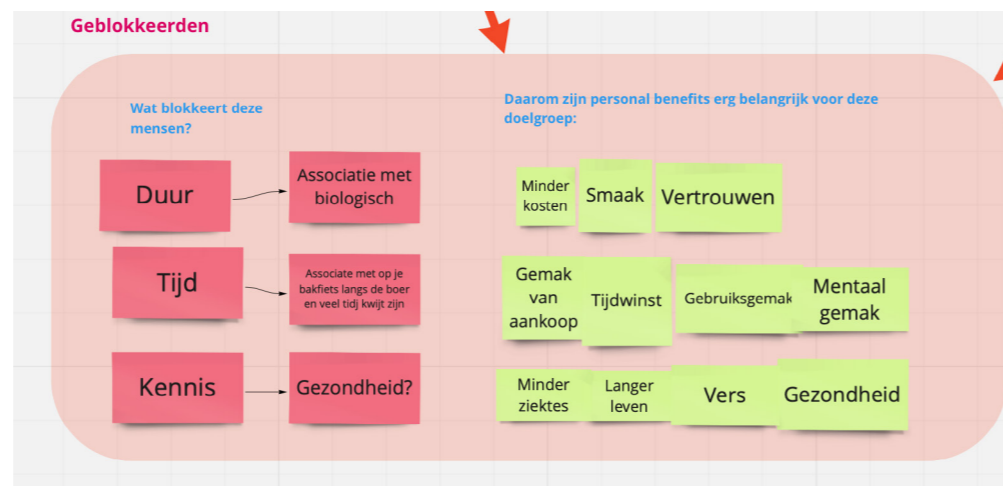 Geblokkeerden
Wat blokkeert deze
mensen?
Duur
Associatie met
biologisch
Tijd
Associate met op je
bakfiets langs de boer
en veel tidj kwijt zijn
Kennis
Gezondheid?
Daarom zijn personal benefits erg belangrijk voor deze
doelgroep:
Minder
kosten
Smaak
Vertrouwen
Gemak
van
aankoop
Tijdwinst
Gebruiksgemak
Mentaal
gemak
Minder
ziektes
Langer
leven
Vers
Gezondheid